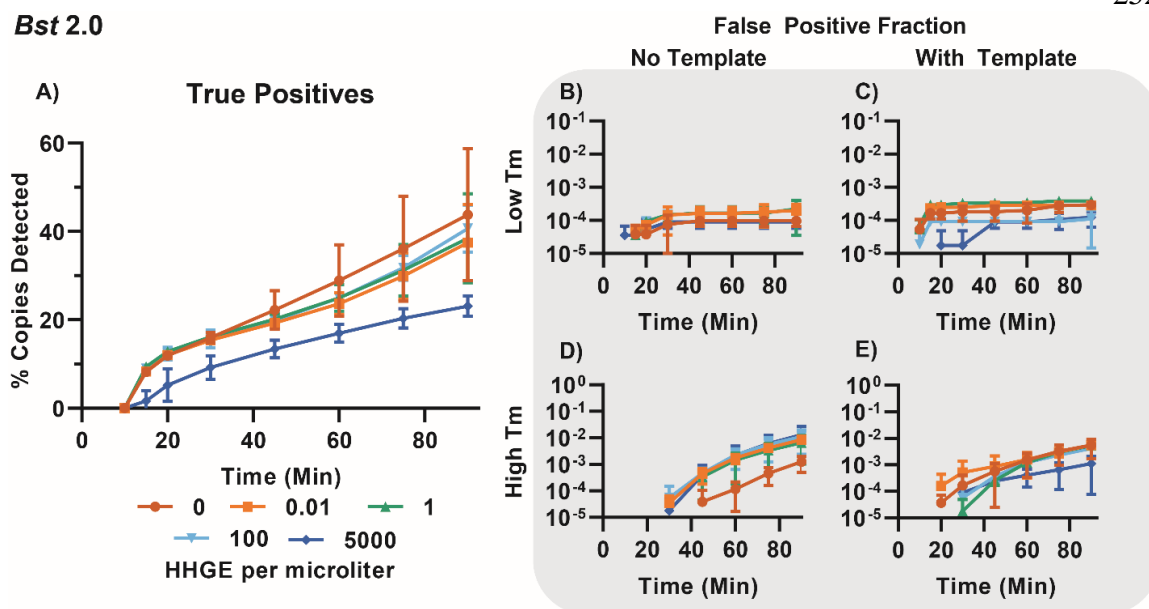 Bst 2.0
False Positive Fraction
No Template
With Template
A)
True Positives
% Copies Detected
60
40
20
0
0 20 40 60 80
Time (Min)
0 0.01 1
100 5000
HHGE per microliter
B)
Low Tm
10-1
10-2
10-3
10-4
10-5
0 20 40 60 80
Time (Min)
C)
10-1
10-2
10-3
10-4
10-5
0 20 40 60 80
Time (Min)
D)
High Tm
100
10-1
10-2
10-3
10-4
10-5
0 20 40 60 80
Time (Min)
E)
100
10-1
10-2
10-3
10-4
10-5
0 20 40 60 80
Time (Min)